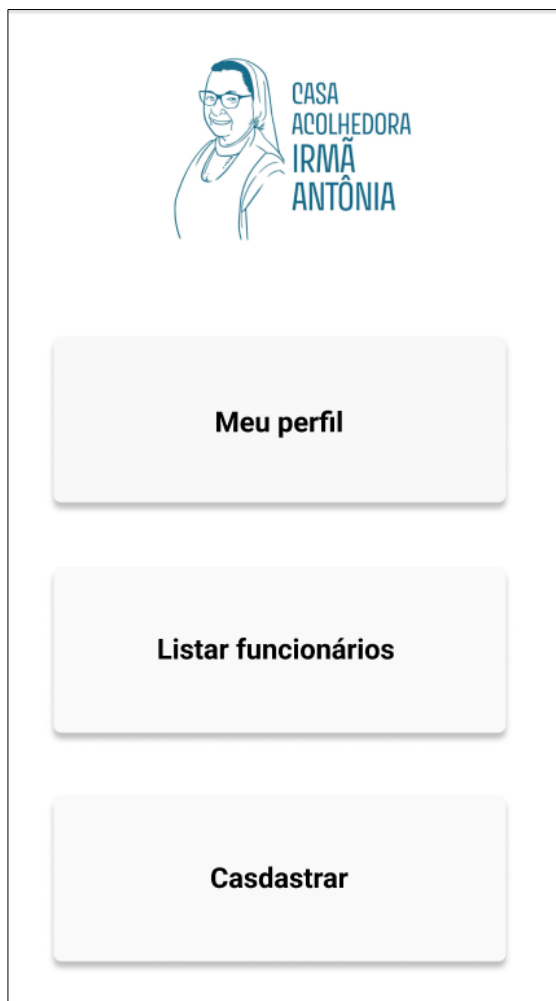 CASA
ACOLHEDORA
IRMÃ
ANTÔNIA
Meu perfil
Listar funcionários
Casdastrar